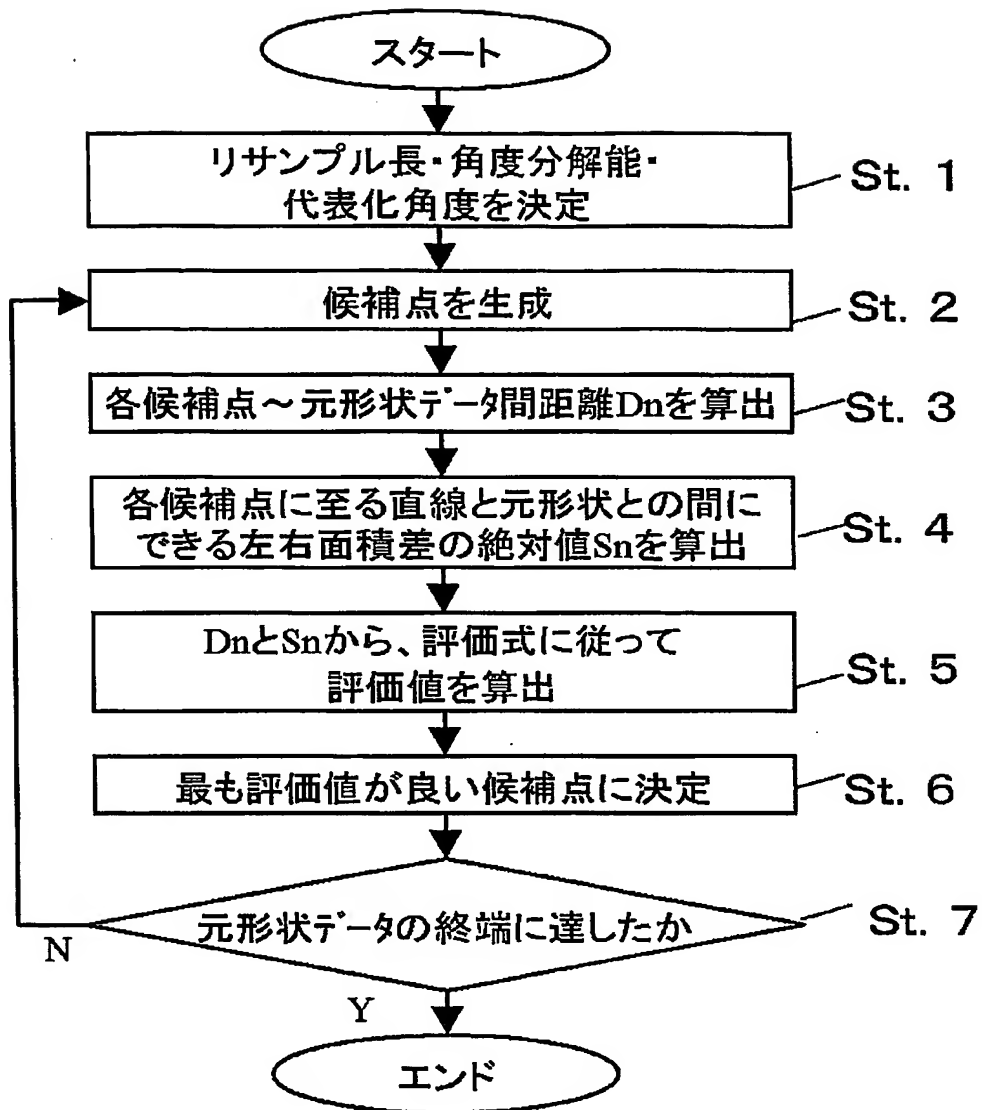 スタート
リサンプル長・角度分解能・
代表化角度を決定
St. 1
候補点を生成
St. 2
各候補点～元形状ﾃﾞｰﾀ間距離Dnを算出
St. 3
各候補点に至る直線と元形状との間に
できる左右面積差の絶対値Snを算出
St. 4
DnとSnから、評価式に従って
評価値を算出
St. 5
最も評価値が良い候補点に決定
St. 6
元形状ﾃﾞｰﾀの終端に達したか
St. 7
N
Y
エンド